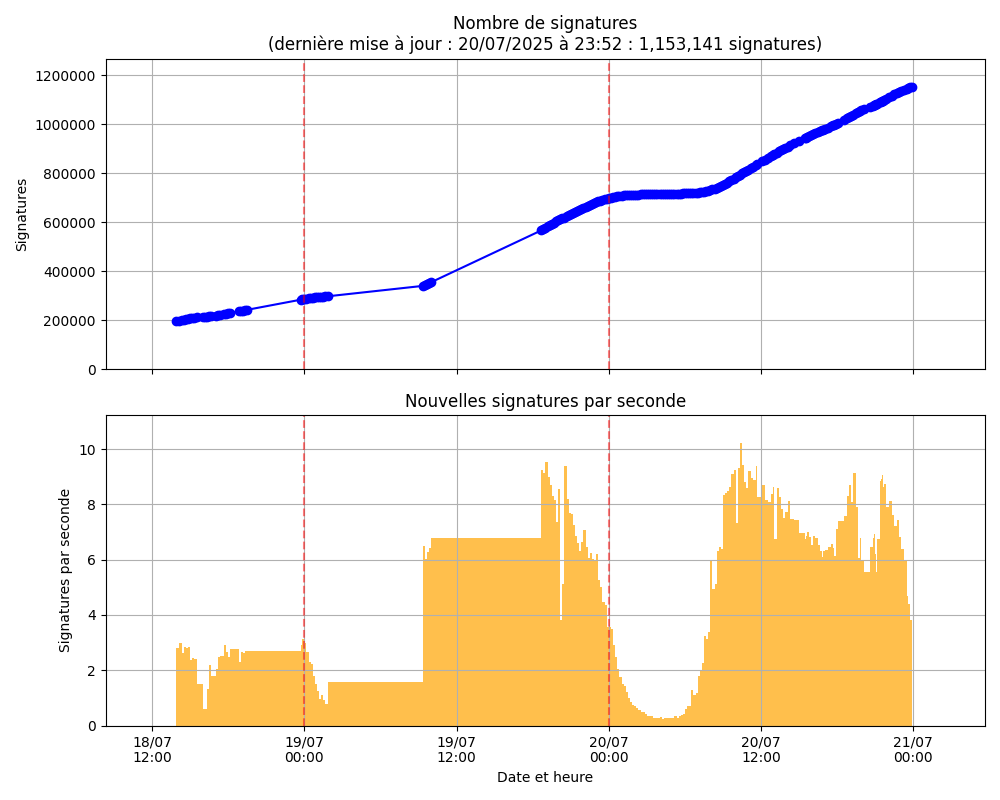 Nombre de signatures
(dernière mise à jour : 20/07/2025 à 23:52 : 1,153,141 signatures)
1200000
1000000
800000
600000
400000
200000
0
Signatures
Nouvelles signatures par seconde
10
8
6
4
2
0
Signatures par seconde
18/07 19/07 19/07 20/07 20/07 21/07
12:00 00:00 12:00 00:00 12:00 00:00
Date et heure